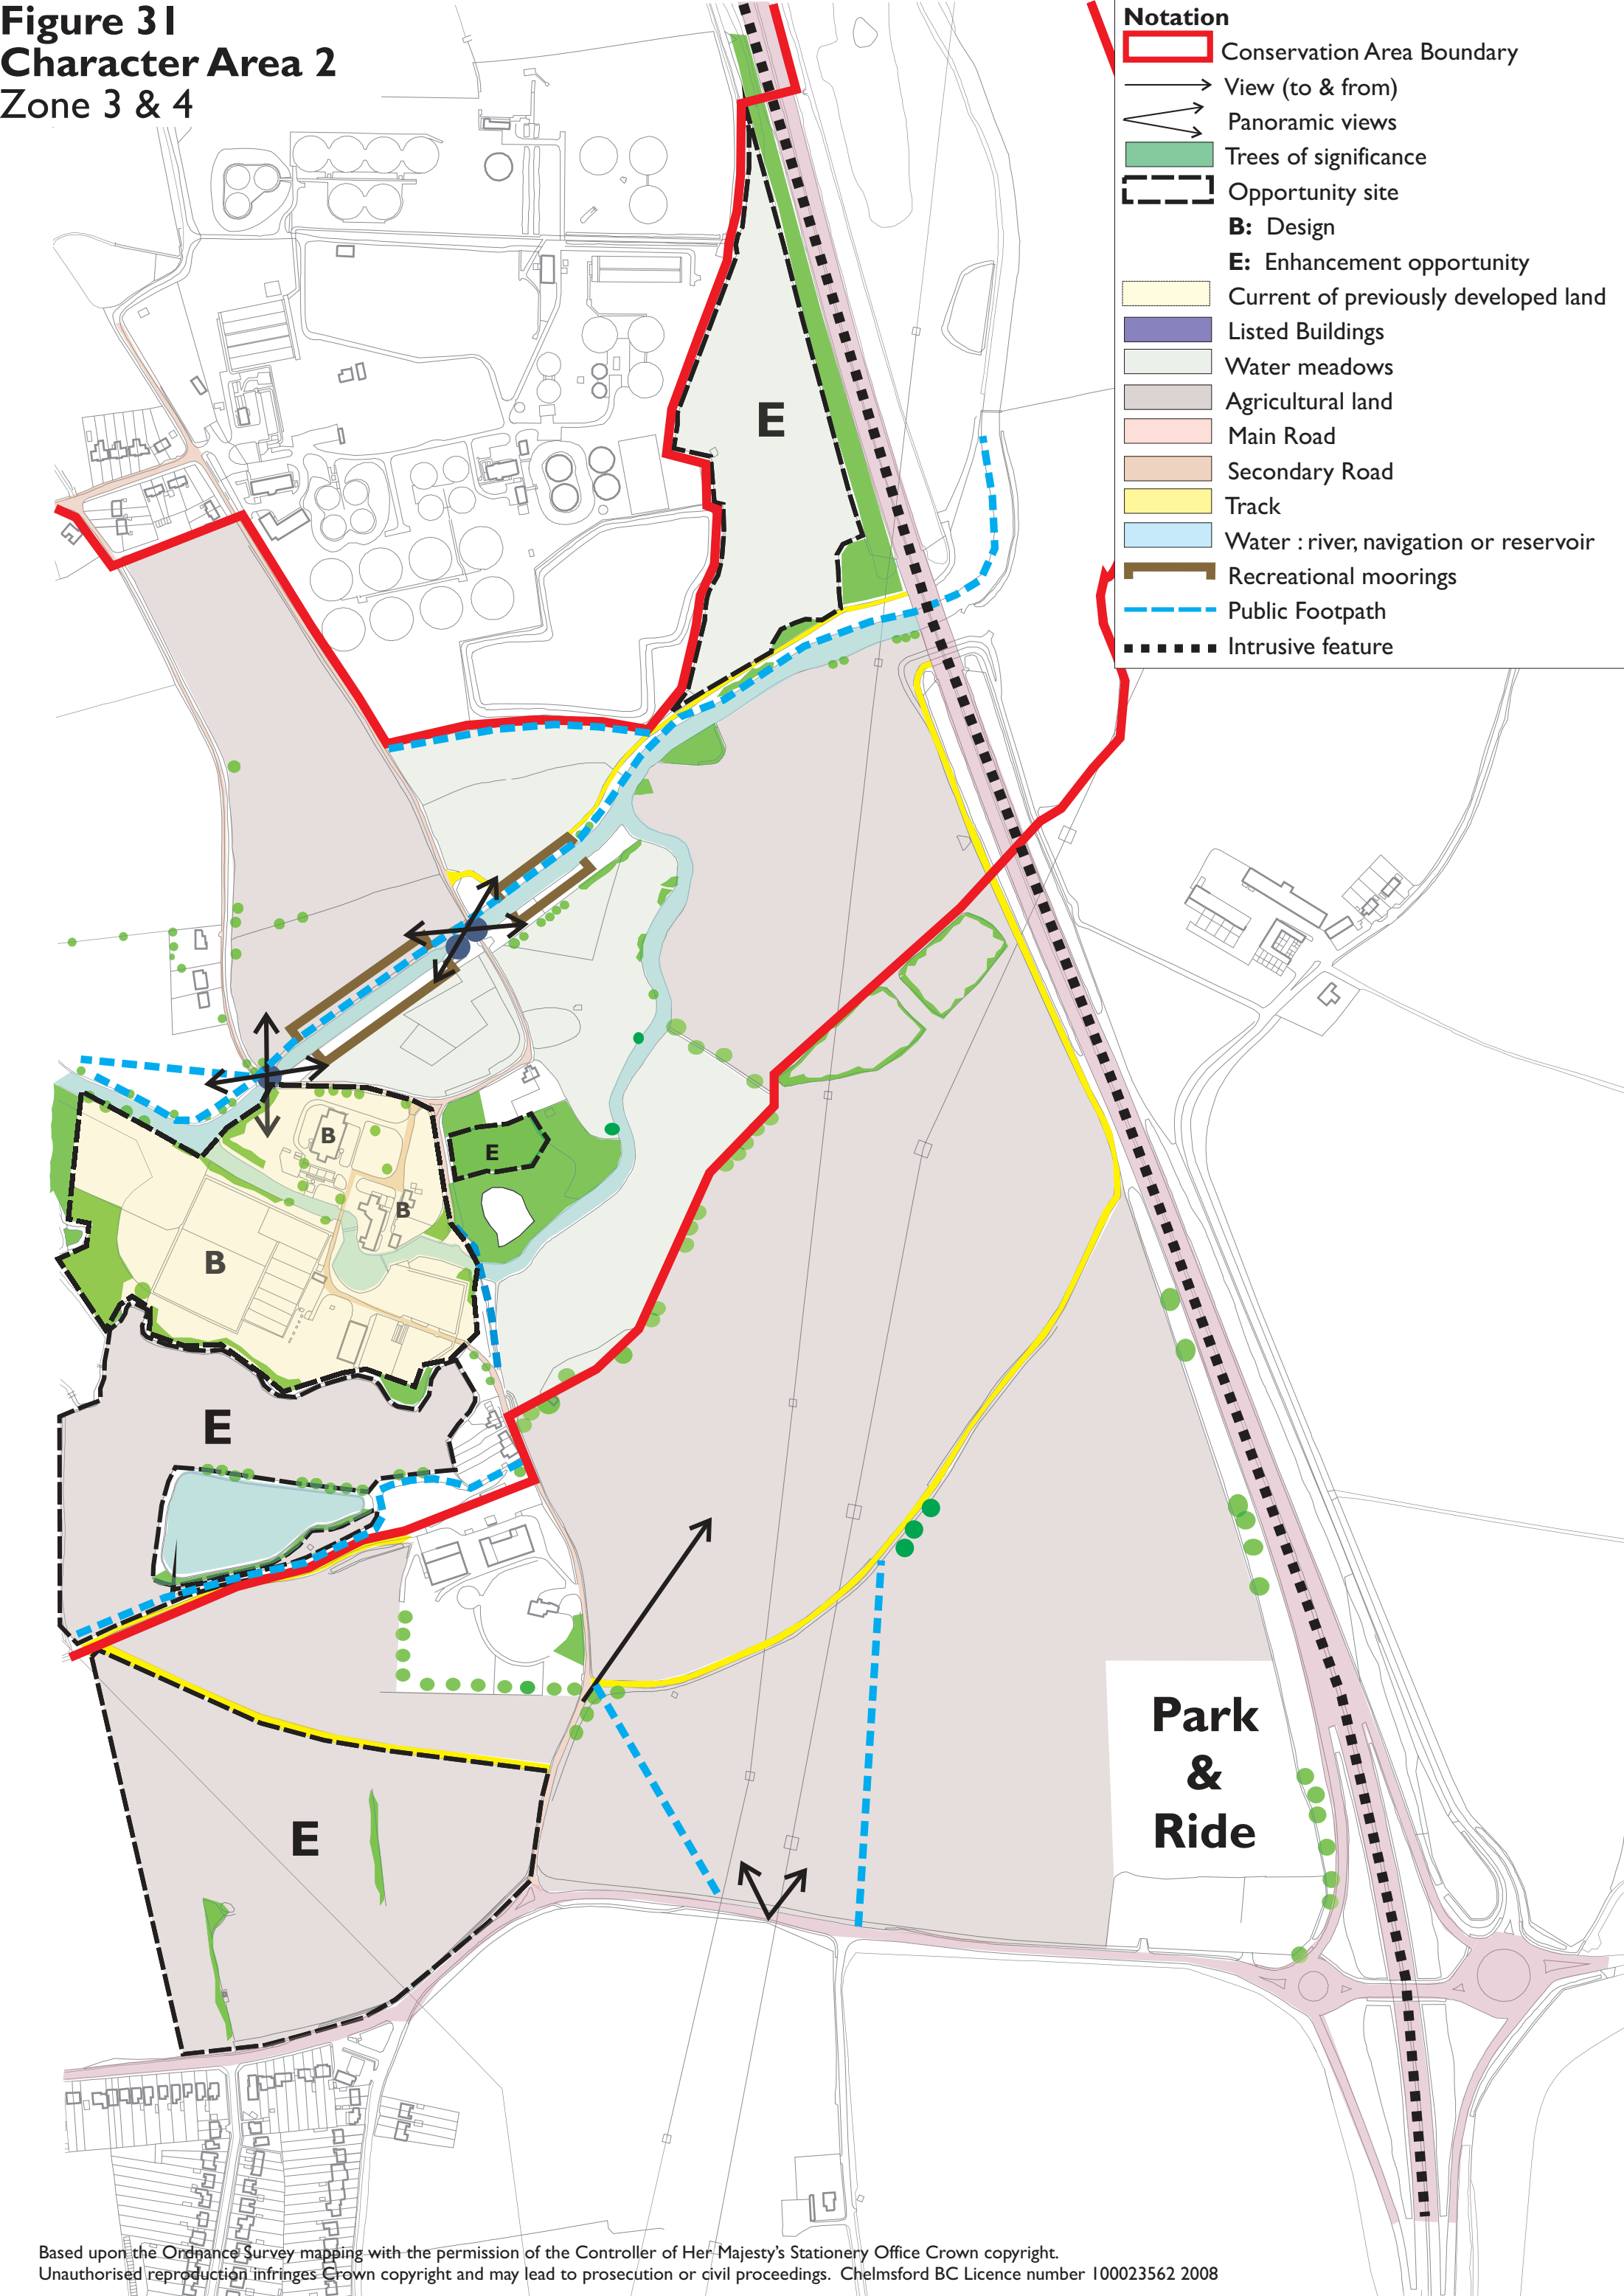 Figure 31
Character Area 2
Zone 3 & 4
Notation
Conservation Area Boundary
View (to & from)
Panoramic views
Trees of significance
Opportunity site
B: Design
E: Enhancement opportunity
Current of previously developed land
Listed Buildings
Water meadows
Agricultural land
Main Road
Secondary Road
Track
Water : river, navigation or reservoir
Recreational moorings
Public Footpath
Intrusive feature
E
B
E
B
B
E
Park
&
Ride
E
Based upon the Ordnance Survey mapping with the permission of the Controller of Her Majesty's Stationery Office Crown copyright.
Unauthorised reproduction infringes Crown copyright and may lead to prosecution or civil proceedings. Chelmsford BC Licence number 100023562 2008